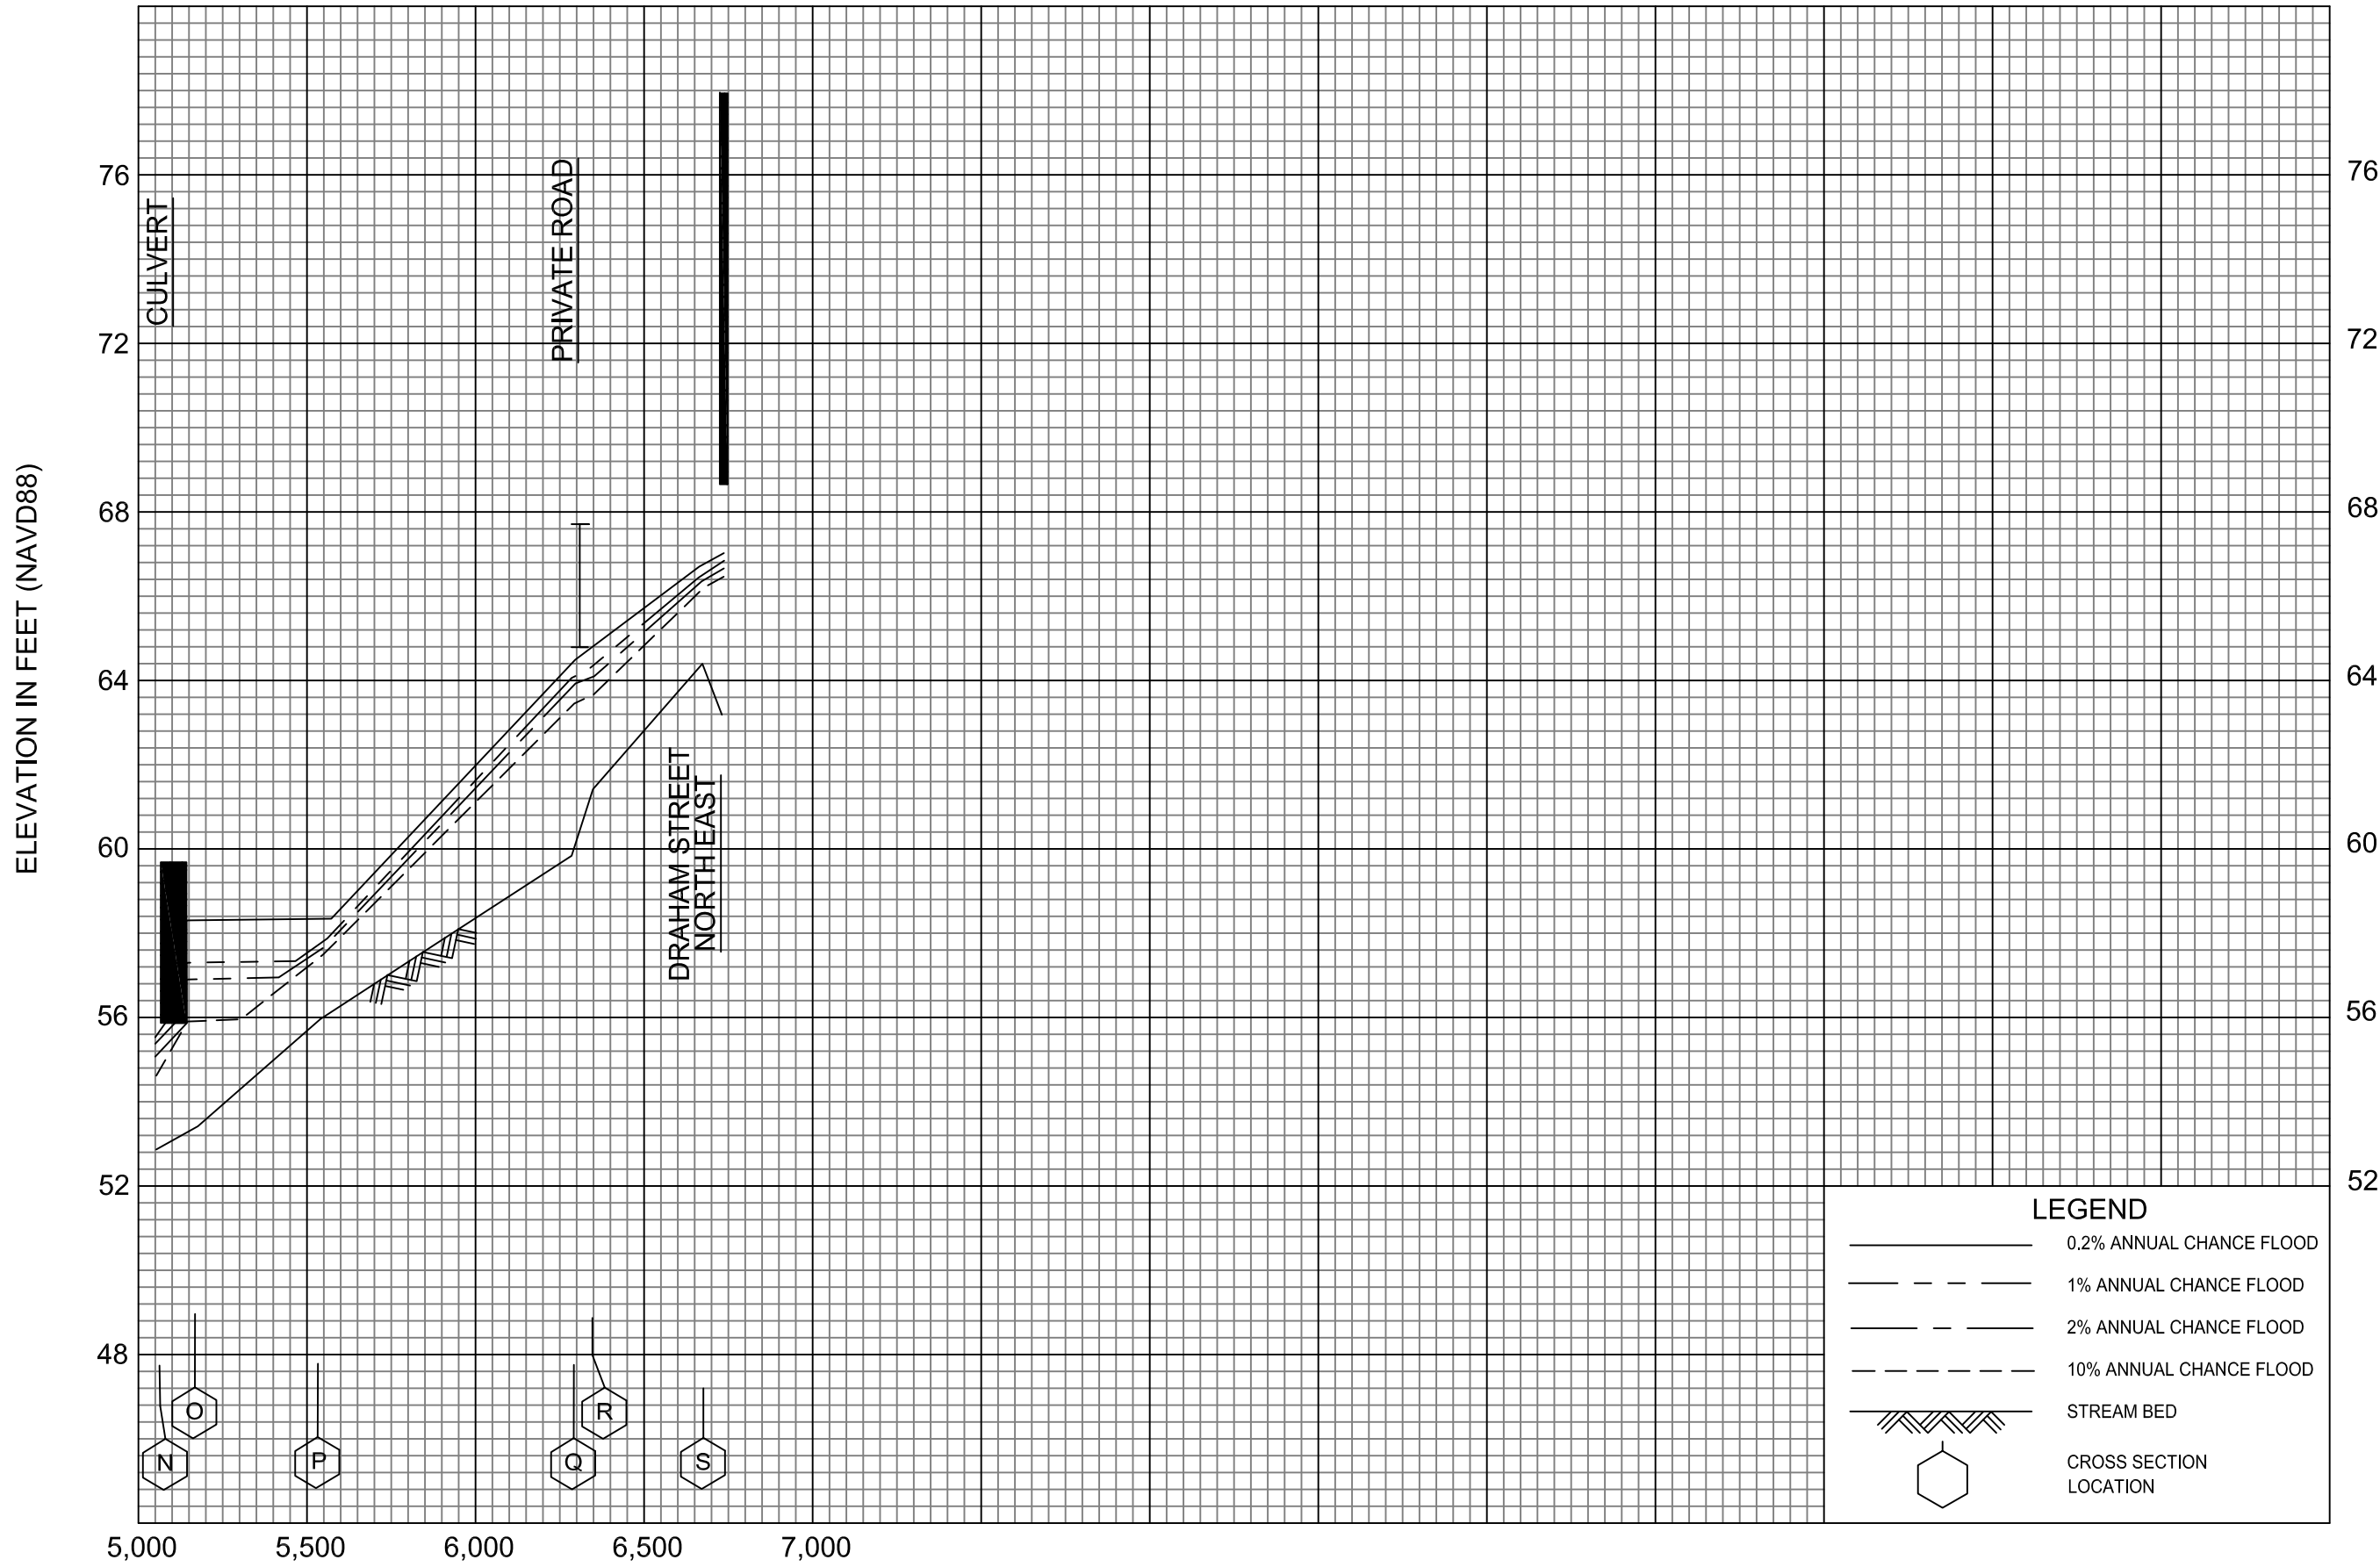 ELEVATION IN FEET (NAVD88)
76
72
68
64
60
56
52
48
76
72
68
64
60
56
52
CULVERT
PRIVATE ROAD
DRAHAM STREET
NORTH EAST
O
R
N
P
Q
S
5,000
5,500
6,000
6,500
7,000
LEGEND
0.2% ANNUAL CHANCE FLOOD
1% ANNUAL CHANCE FLOOD
2% ANNUAL CHANCE FLOOD
10% ANNUAL CHANCE FLOOD
STREAM BED
CROSS SECTION
LOCATION